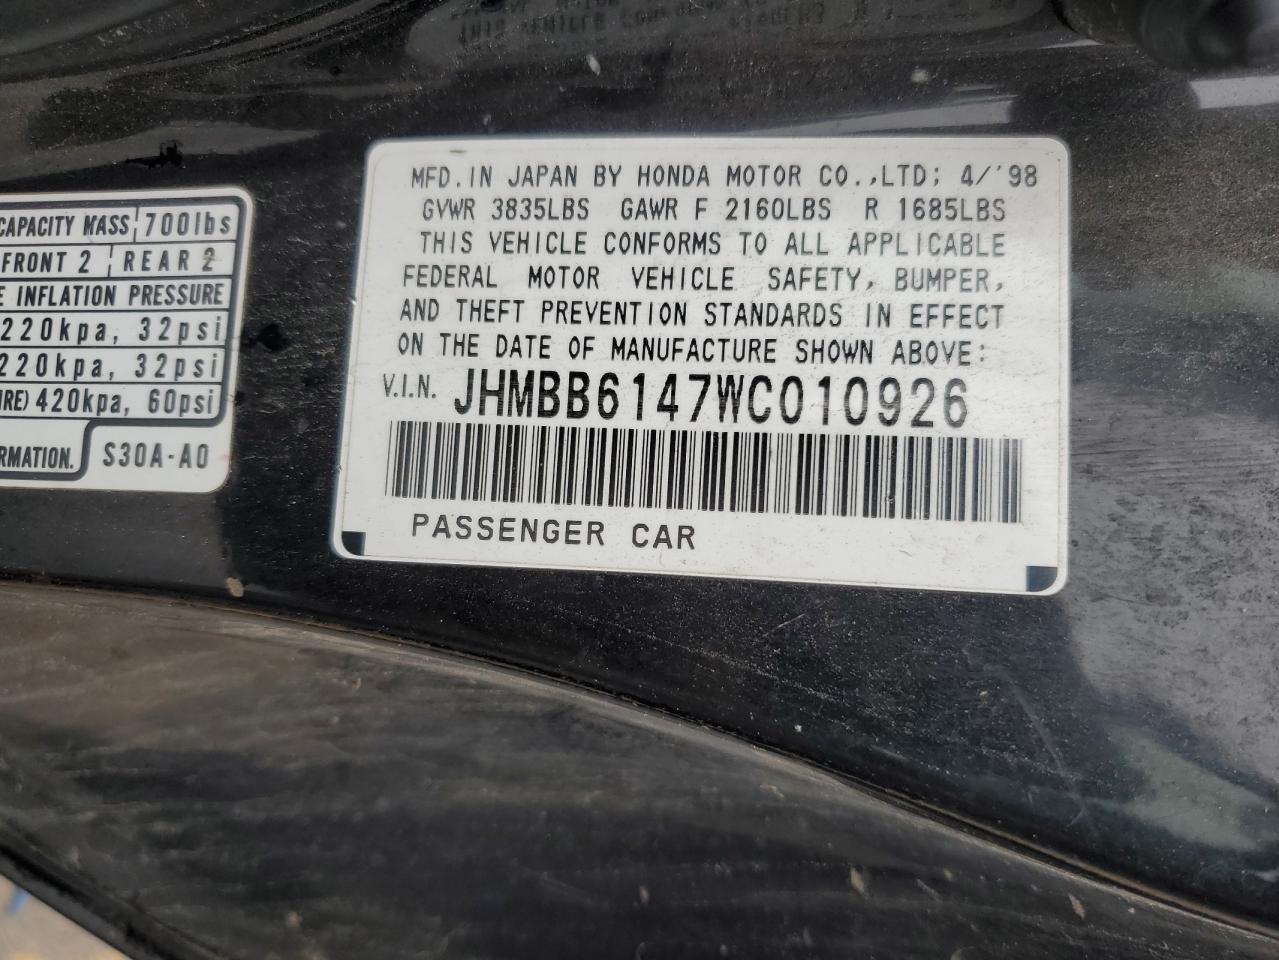 CAPACITY MASS 700lbs
FRONT 2 REAR 2
E INFLATION PRESSURE
220kpa, 32psi
220kpa, 32psi
IRE) 420kpa, 60psi
RMATION. S30A-A0
MFD. IN JAPAN BY HONDA MOTOR CO.,LTD; 4/'98
GVWR 3835LBS GAWR F 2160LBS R 1685LBS
THIS VEHICLE CONFORMS TO ALL APPLICABLE
FEDERAL MOTOR VEHICLE SAFETY, BUMPER,
AND THEFT PREVENTION STANDARDS IN EFFECT
ON THE DATE OF MANUFACTURE SHOWN ABOVE:
V.I.N. JHMBB6147WC010926
PASSENGER CAR